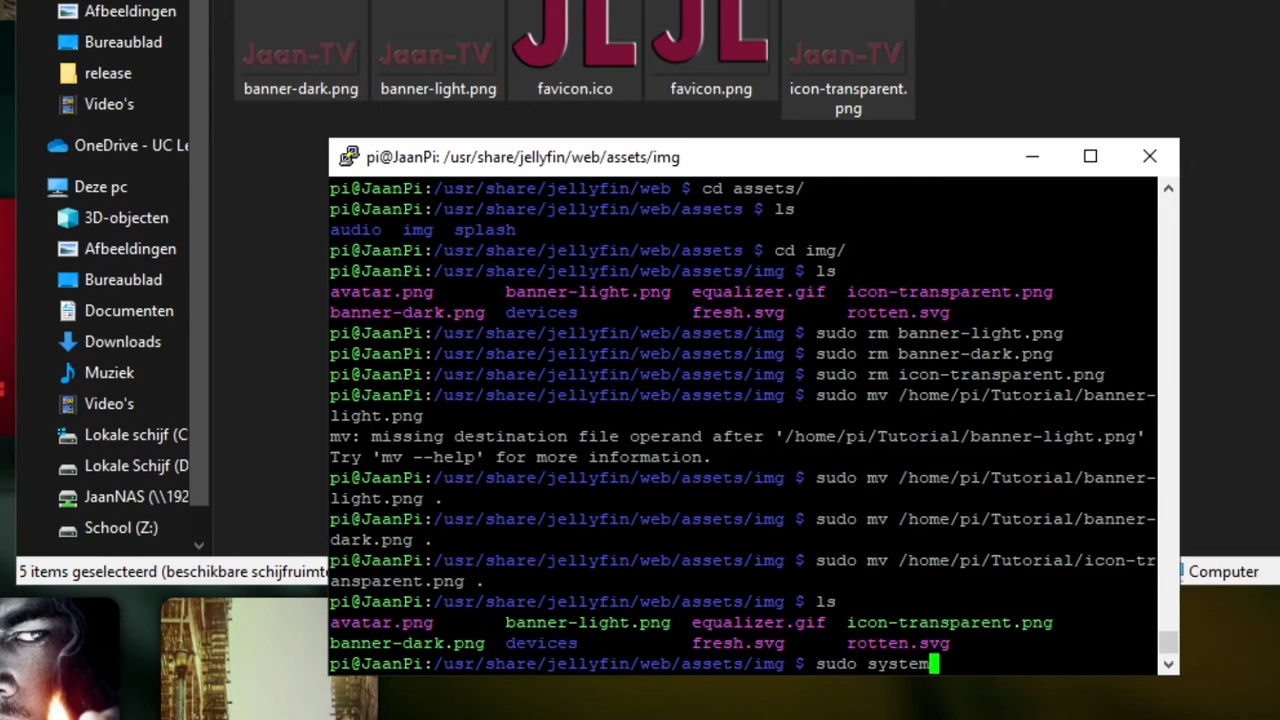 Afbeeldingen
Bureaublad
release
Video's
OneDrive - UC Le
Deze pc
3D-objecten
Afbeeldingen
Bureaublad
Documenten
Downloads
Muziek
Video's
Lokale schijf (C
Lokale Schijf (D
JaanNAS (\\192
School (Z:)
5 items geselecteerd (beschikbare schijfruimte
Computer
Jaan-TV
Jaan-TV
JL
JL
Jaan-TV
banner-dark.png
banner-light.png
favicon.ico
favicon.png
icon-transparent.
png
pi@JaanPi: /usr/share/jellyfin/web/assets/img
pi@JaanPi:/usr/share/jellyfin/web $ cd assets/
pi@JaanPi:/usr/share/jellyfin/web/assets $ ls
audio img splash
pi@JaanPi:/usr/share/jellyfin/web/assets $ cd img/
pi@JaanPi:/usr/share/jellyfin/web/assets/img $ ls
avatar.png banner-light.png equalizer.gif icon-transparent.png
banner-dark.png devices fresh.svg rotten.svg
pi@JaanPi:/usr/share/jellyfin/web/assets/img $ sudo rm banner-light.png
pi@JaanPi:/usr/share/jellyfin/web/assets/img $ sudo rm banner-dark.png
pi@JaanPi:/usr/share/jellyfin/web/assets/img $ sudo rm icon-transparent.png
pi@JaanPi:/usr/share/jellyfin/web/assets/img $ sudo mv /home/pi/Tutorial/banner-
light.png
mv: missing destination file operand after '/home/pi/Tutorial/banner-light.png'
Try 'mv --help' for more information.
pi@JaanPi:/usr/share/jellyfin/web/assets/img $ sudo mv /home/pi/Tutorial/banner-
light.png .
pi@JaanPi:/usr/share/jellyfin/web/assets/img $ sudo mv /home/pi/Tutorial/banner-
dark.png .
pi@JaanPi:/usr/share/jellyfin/web/assets/img $ sudo mv /home/pi/Tutorial/icon-tr
ansparent.png .
pi@JaanPi:/usr/share/jellyfin/web/assets/img $ ls
avatar.png banner-light.png equalizer.gif icon-transparent.png
banner-dark.png devices fresh.svg rotten.svg
pi@JaanPi:/usr/share/jellyfin/web/assets/img $ sudo system